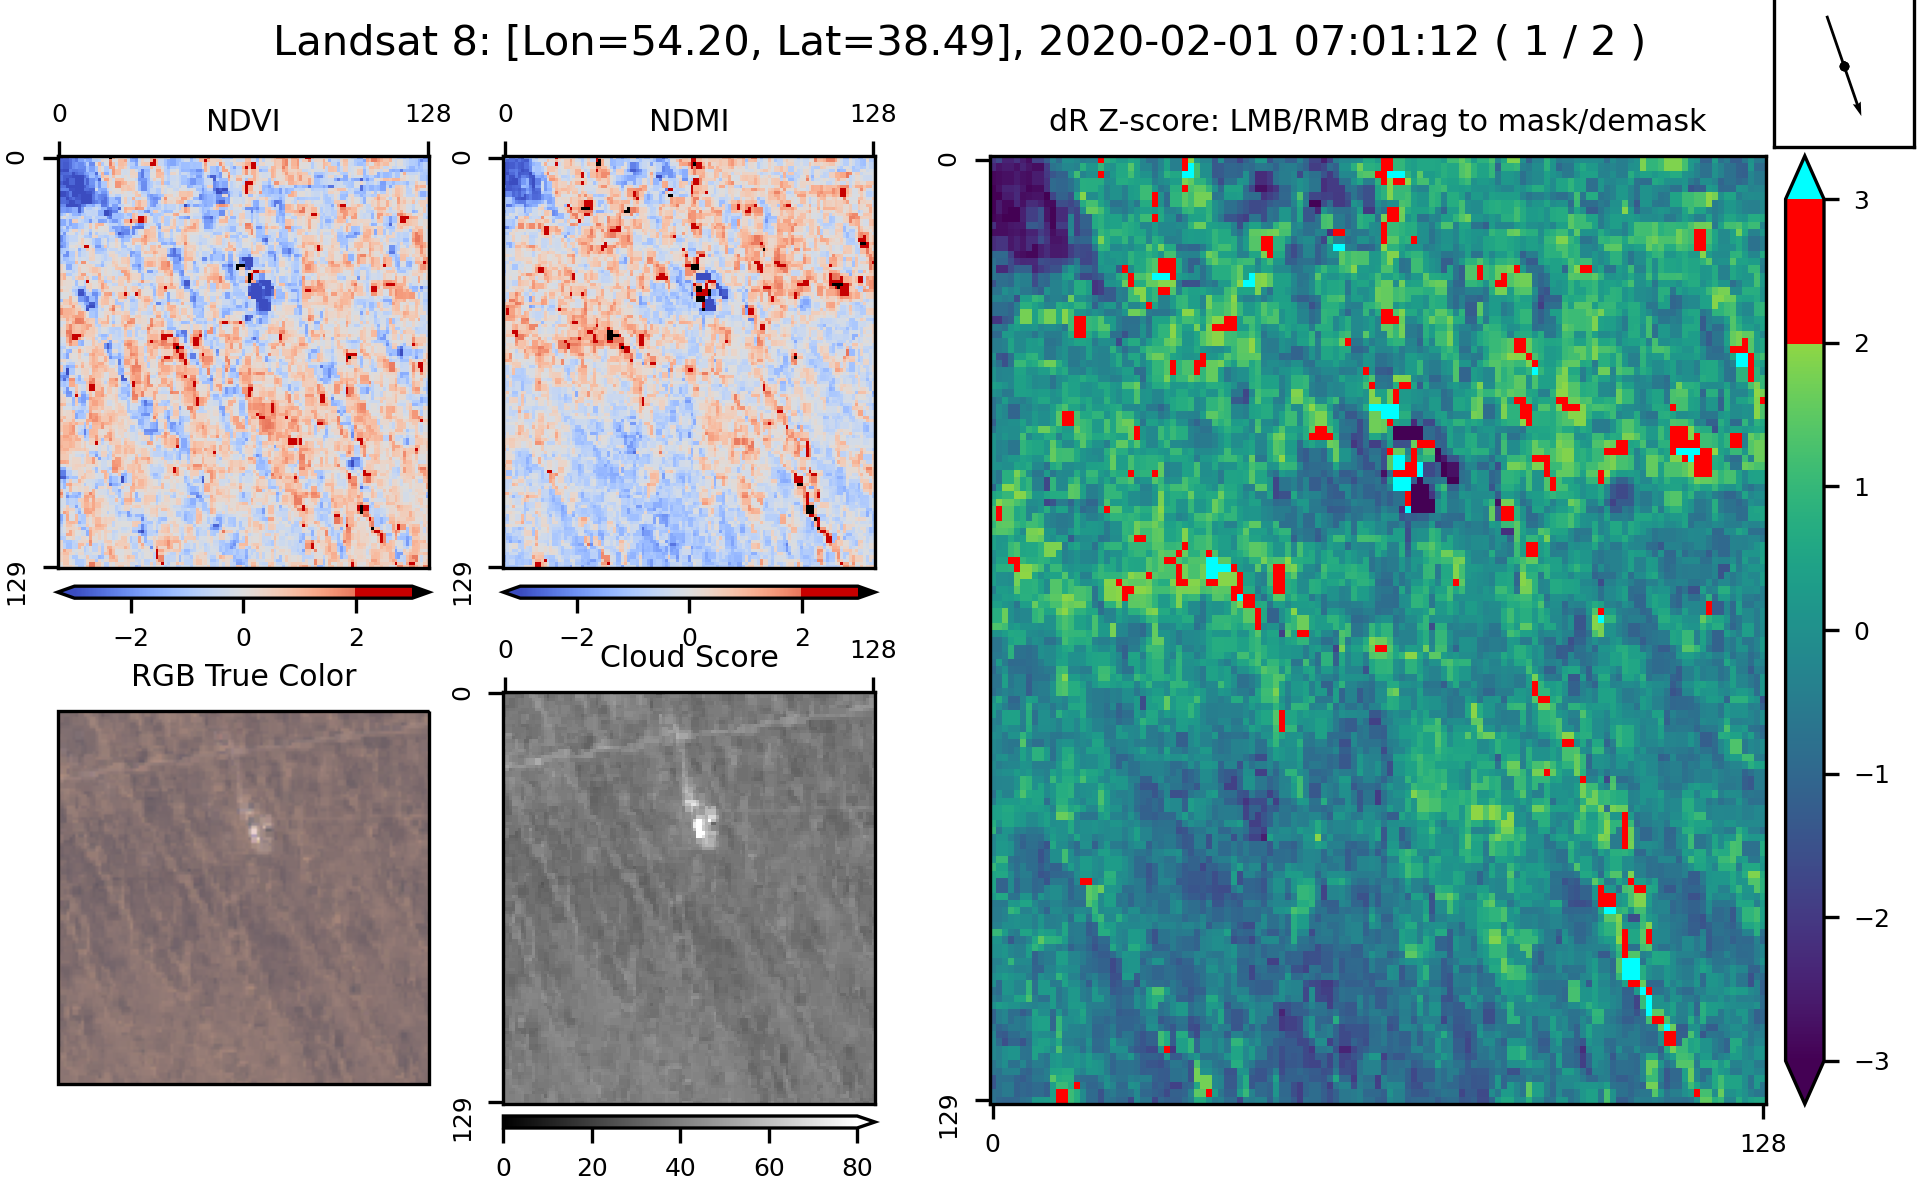 Landsat 8: [Lon=54.20, Lat=38.49], 2020-02-01 07:01:12 ( 1 / 2 )
NDVI
0 128
0
129
−2 0 2
NDMI
0 128
0
129
−2 0 2
RGB True Color
Cloud Score
0 128
0
129
0 20 40 60 80
dR Z-score: LMB/RMB drag to mask/demask
0
129
0 128
3
2
1
0
−1
−2
−3